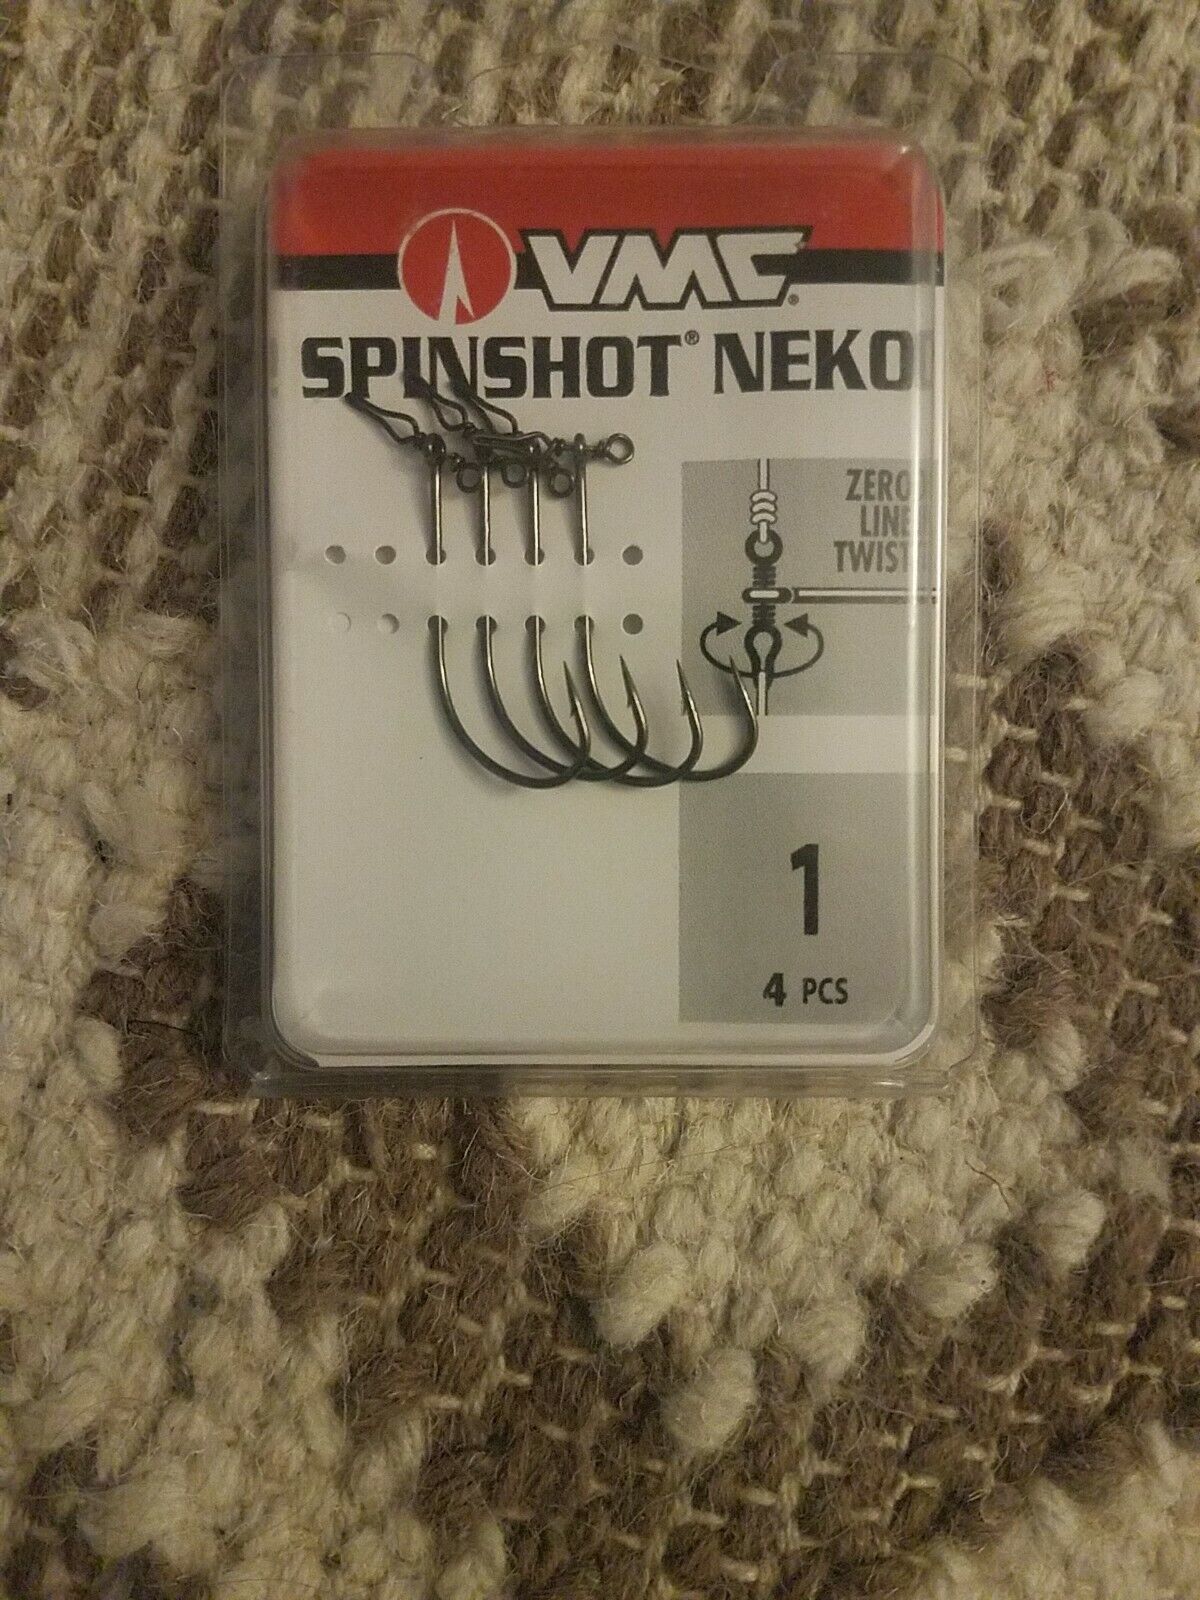 VMC®
SPINSHOT® NEKO
ZERO
LINE
TWIST
1
4 PCS